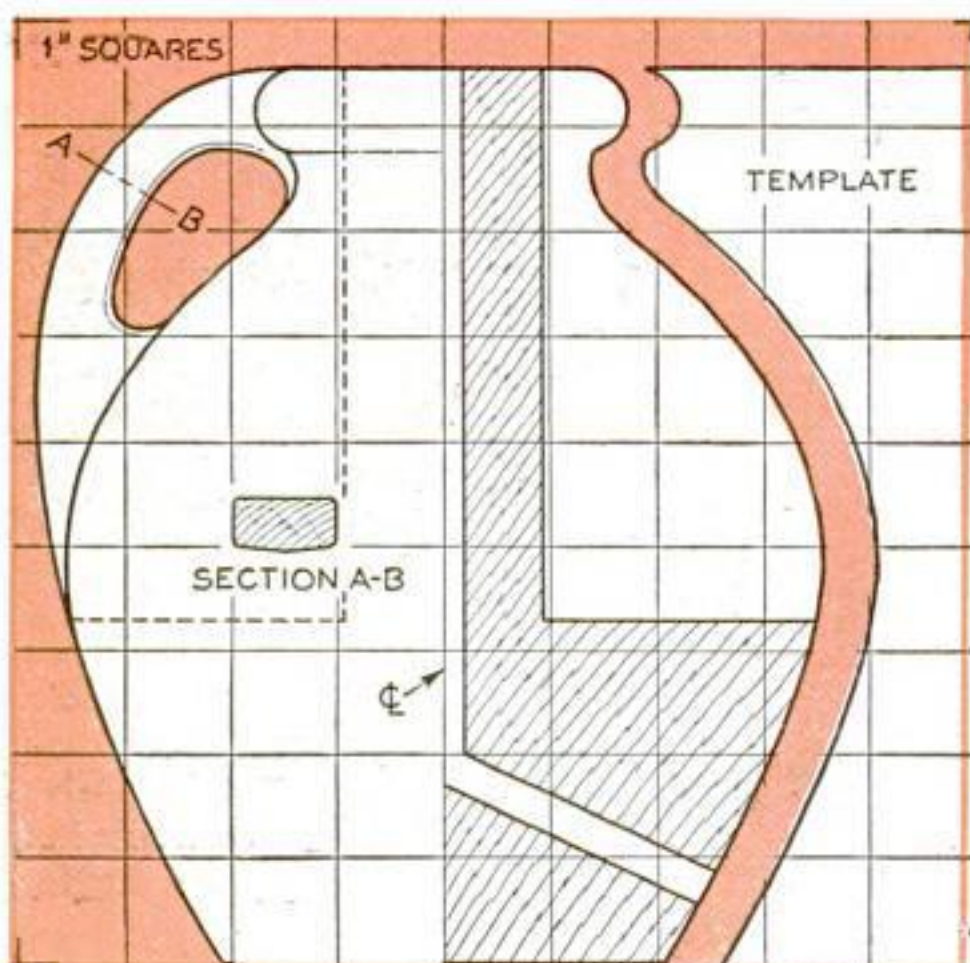 1" SQUARES
A
B
TEMPLATE
SECTION A-B
℄